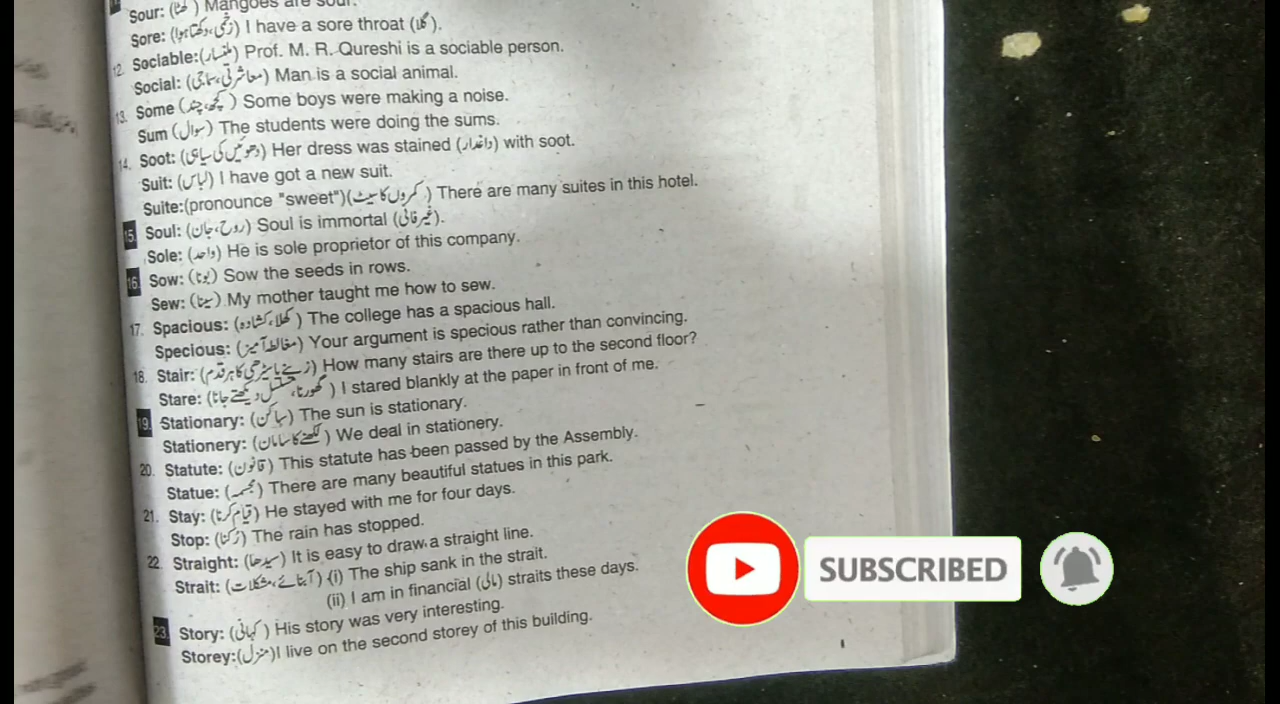 Sour: (کھٹا) Mangoes are sour.
Sore: (زخمی، دکھتا ہوا) I have a sore throat (گلا).
12. Sociable: (ملنسار) Prof. M. R. Qureshi is a sociable person.
Social: (معاشرتی، سماجی) Man is a social animal.
13. Some (کچھ، چند) Some boys were making a noise.
Sum (سوال) The students were doing the sums.
14. Soot: (دھوئیں کی سیاہی) Her dress was stained (داغدار) with soot.
Suit: (لباس) I have got a new suit.
Suite:(pronounce "sweet")(کمروں کا سیٹ) There are many suites in this hotel.
15. Soul: (روح، جان) Soul is immortal (غیر فانی).
Sole: (واحد) He is sole proprietor of this company.
16. Sow: (بونا) Sow the seeds in rows.
Sew: (سینا) My mother taught me how to sew.
17. Spacious: (کھلا، کشادہ) The college has a spacious hall.
Specious: (مغالطہ آمیز) Your argument is specious rather than convincing.
18. Stair: (زینے یا سیڑھی کا ہر قدم) How many stairs are there up to the second floor?
Stare: (گھورنا، مسلسل دیکھتے جانا) I stared blankly at the paper in front of me.
19. Stationary: (ساکن) The sun is stationary.
Stationery: (لکھنے کا سامان) We deal in stationery.
20. Statute: (قانون) This statute has been passed by the Assembly.
Statue: (مجسمہ) There are many beautiful statues in this park.
21. Stay: (قیام کرنا) He stayed with me for four days.
Stop: (رکنا) The rain has stopped.
22. Straight: (سیدھا) It is easy to draw a straight line.
Strait: (آبنائے، مشکلات) (i) The ship sank in the strait.
(ii) I am in financial (مالی) straits these days.
23. Story: (کہانی) His story was very interesting.
Storey:(منزل)I live on the second storey of this building.
SUBSCRIBED